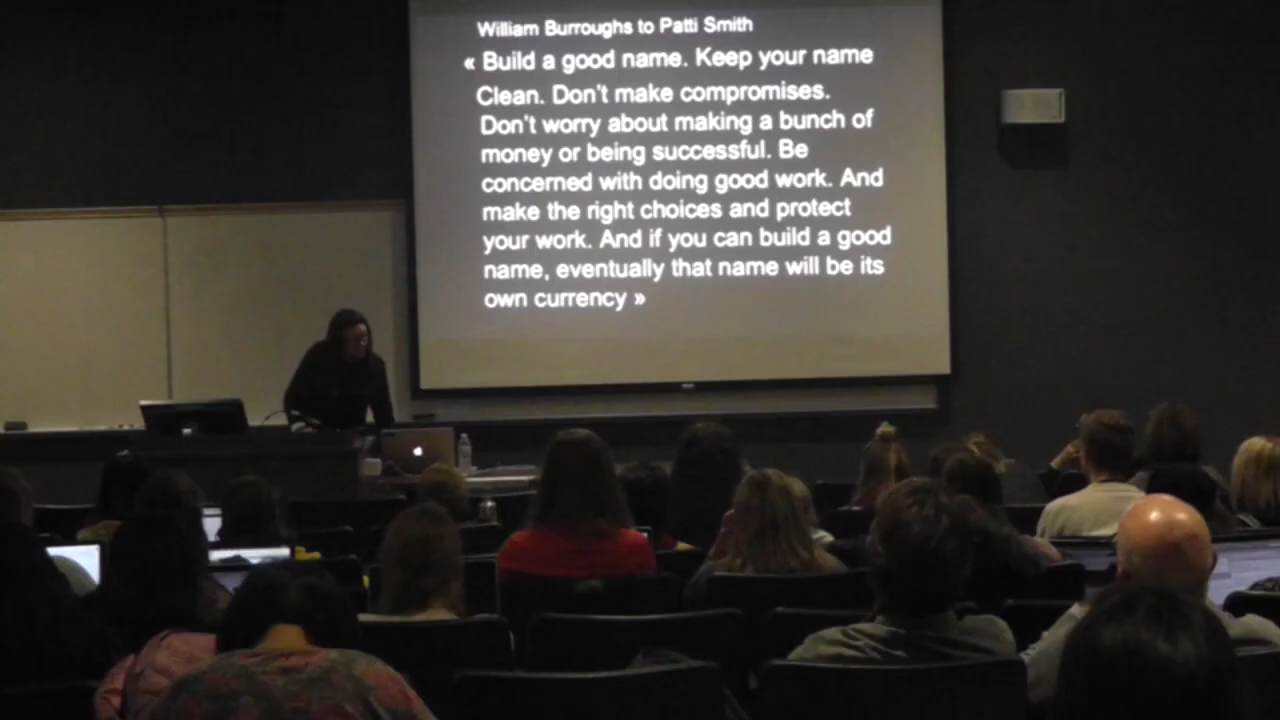 William Burroughs to Patti Smith
« Build a good name. Keep your name
Clean. Don't make compromises.
Don't worry about making a bunch of
money or being successful. Be
concerned with doing good work. And
make the right choices and protect
your work. And if you can build a good
name, eventually that name will be its
own currency »